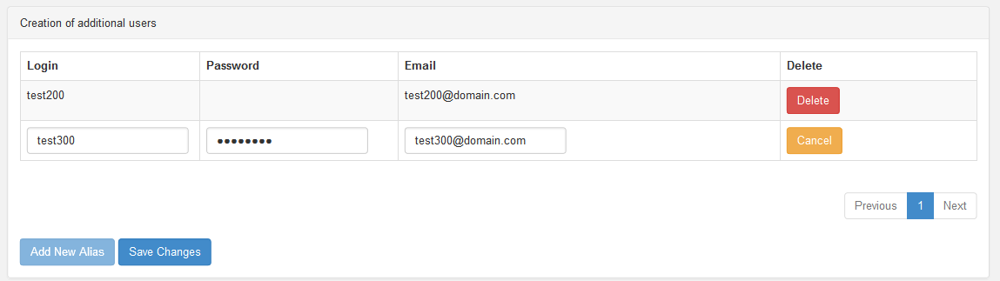 Creation of additional users
Login Password Email Delete
test200 test200@domain.com Delete
test300 ●●●●●●●● test300@domain.com Cancel
Previous 1 Next
Add New Alias Save Changes